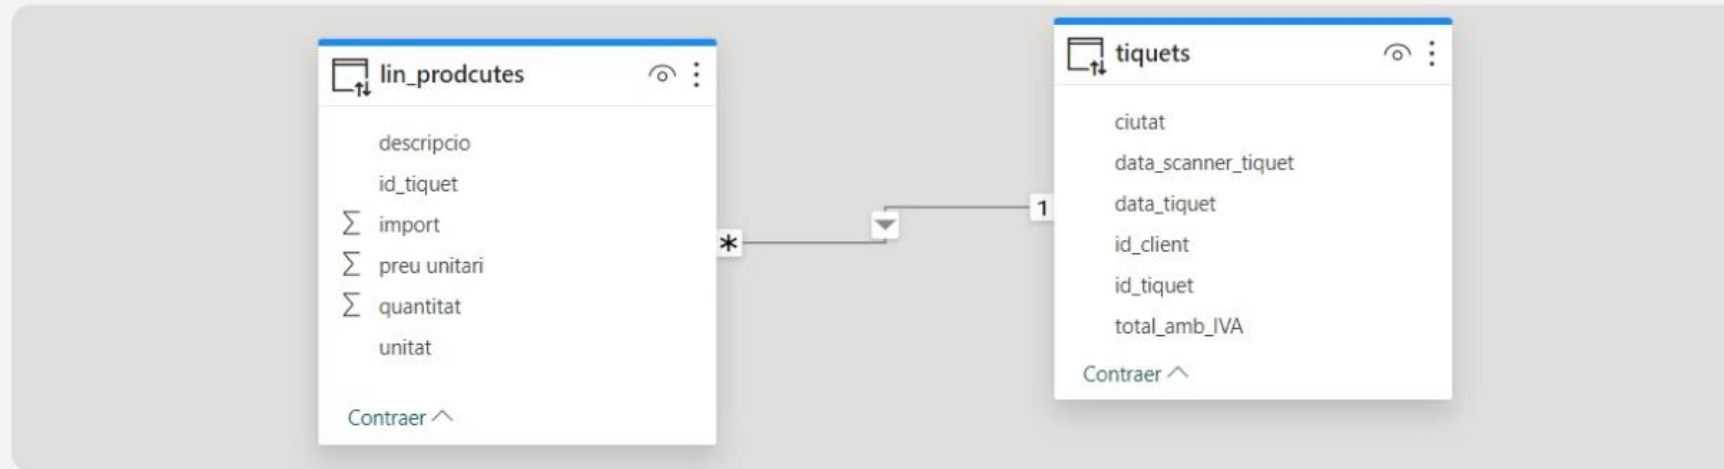 lin_prodcutes
descripcio
id_tiquet
∑ import
∑ preu unitari
∑ quantitat
unitat
Contraer
*
1
tiquets
ciutat
data_scanner_tiquet
data_tiquet
id_client
id_tiquet
total_amb_IVA
Contraer